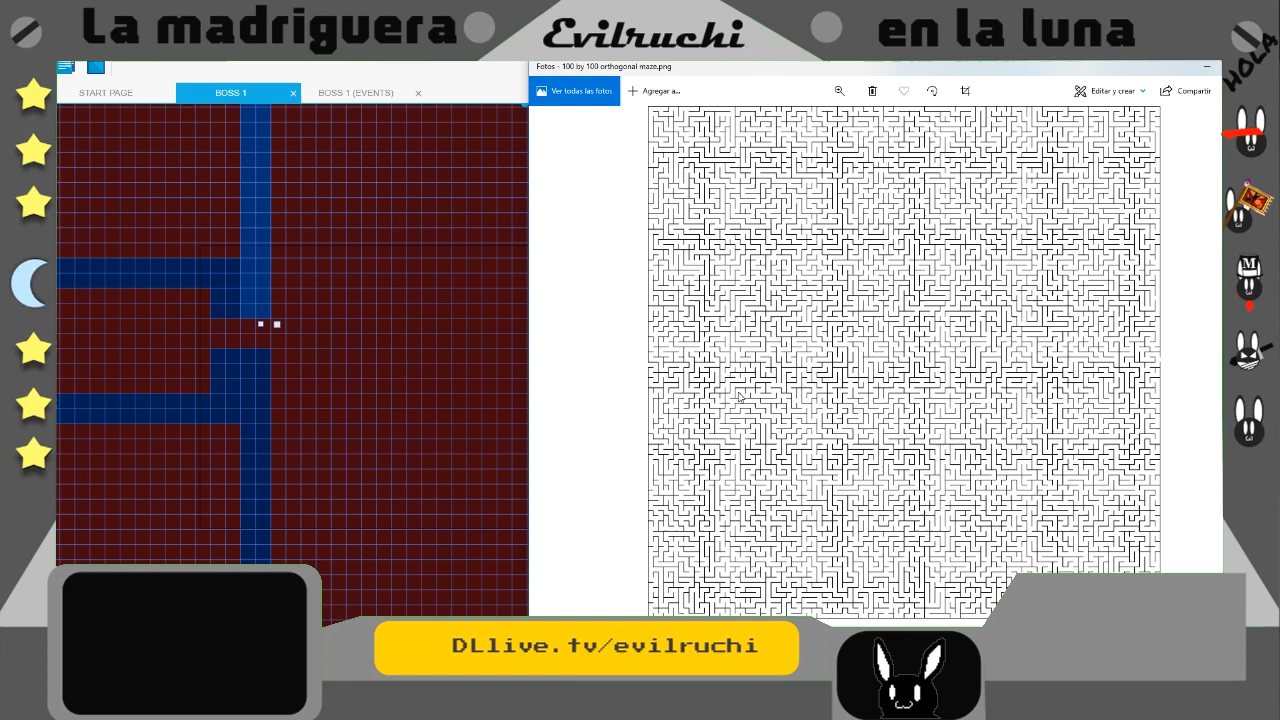 La madriguera
Evilruchi
en la luna
HOLA
Fotos - 100 by 100 orthogonal maze.png
Ver todas las fotos
Agregar a...
Editar y crear
Compartir
START PAGE
BOSS 1
BOSS 1 (EVENTS)
M
DLlive.tv/evilruchi